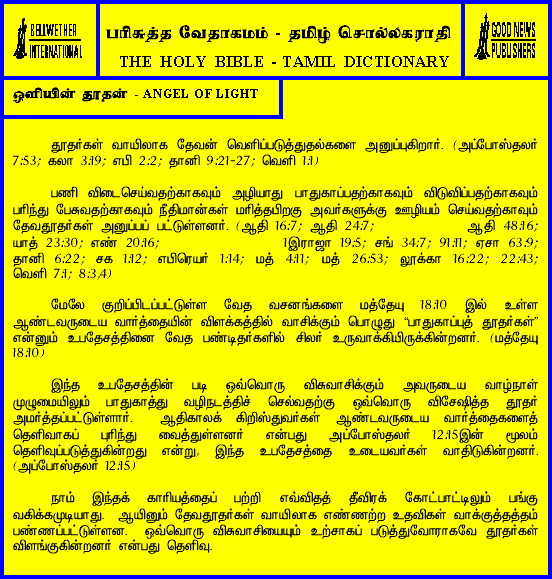 BELLWETHER
INTERNATIONAL
பரிசுத்த வேதாகமம் - தமிழ் சொல்லகராதி
THE HOLY BIBLE - TAMIL DICTIONARY
GOOD NEWS
PUBLISHERS
ஒளியின் தூதன் - ANGEL OF LIGHT
தூதர்கள் வாயிலாக தேவன் வெளிப்படுத்துதல்களை அனுப்புகிறார். (அப்போஸ்தலர்
7:53; கலா 3:19; எபி 2:2; தானி 9:21-27; வெளி 1:1)
பணி விடைசெய்வதற்காகவும் அழியாது பாதுகாப்பதற்காகவும் விடுவிப்பதற்காகவும்
பரிந்து பேசுவதற்காகவும் நீதிமான்கள் மரித்தபிறகு அவர்களுக்கு ஊழியம் செய்வதற்காவும்
தேவதூதர்கள் அனுப்பப் பட்டுள்ளனர். (ஆதி 16:7; ஆதி 24:7; ஆதி 48:16;
யாத் 23:30; எண் 20:16; 1இராஜா 19:5; சங் 34:7; 91:11; ஏசா 63:9;
தானி 6:22; சக 1:12; எபிரெயர் 1:14; மத் 4:11; மத் 26:53; லூக்கா 16:22; 22:43;
வெளி 7:1; 8:3,4)
மேலே குறிப்பிடப்பட்டுள்ள வேத வசனங்களை மத்தேயு 18:10 இல் உள்ள
ஆண்டவருடைய வார்த்தையின் விளக்கத்தில் வாசிக்கும் பொழுது “பாதுகாப்புத் தூதர்கள்”
என்னும் உபதேசத்தினை வேத பண்டிதர்களில் சிலர் உருவாக்கியிருக்கின்றனர். (மத்தேயு
18:10)
இந்த உபதேசத்தின் படி ஒவ்வொரு விசுவாசிக்கும் அவருடைய வாழ்நாள்
முழுமையிலும் பாதுகாத்து வழிநடத்திச் செல்வதற்கு ஒவ்வொரு விசேஷித்த தூதர்
அமர்த்தப்பட்டுள்ளார். ஆதிகாலக் கிறிஸ்துவர்கள் ஆண்டவருடைய வார்த்தைகளைத்
தெளிவாகப் புரிந்து வைத்துள்ளனர் என்பது அப்போஸ்தலர் 12:15இன் மூலம்
தெளிவுப்படுத்துகின்றது என்று, இந்த உபதேசத்தை உடையவர்கள் வாதிடுகின்றனர்.
(அப்போஸ்தலர் 12:15)
நாம் இந்தக் காரியத்தைப் பற்றி எவ்விதத் தீவிரக் கோட்பாட்டிலும் பங்கு
வகிக்கமுடியாது. ஆயினும் தேவதூதர்கள் வாயிலாக எண்ணற்ற உதவிகள் வாக்குத்தத்தம்
பண்ணப்பட்டுள்ளன. ஒவ்வொரு விசுவாசியையும் உற்சாகப் படுத்துவோராகவே தூதர்கள்
விளங்குகின்றனர் என்பது தெளிவு.